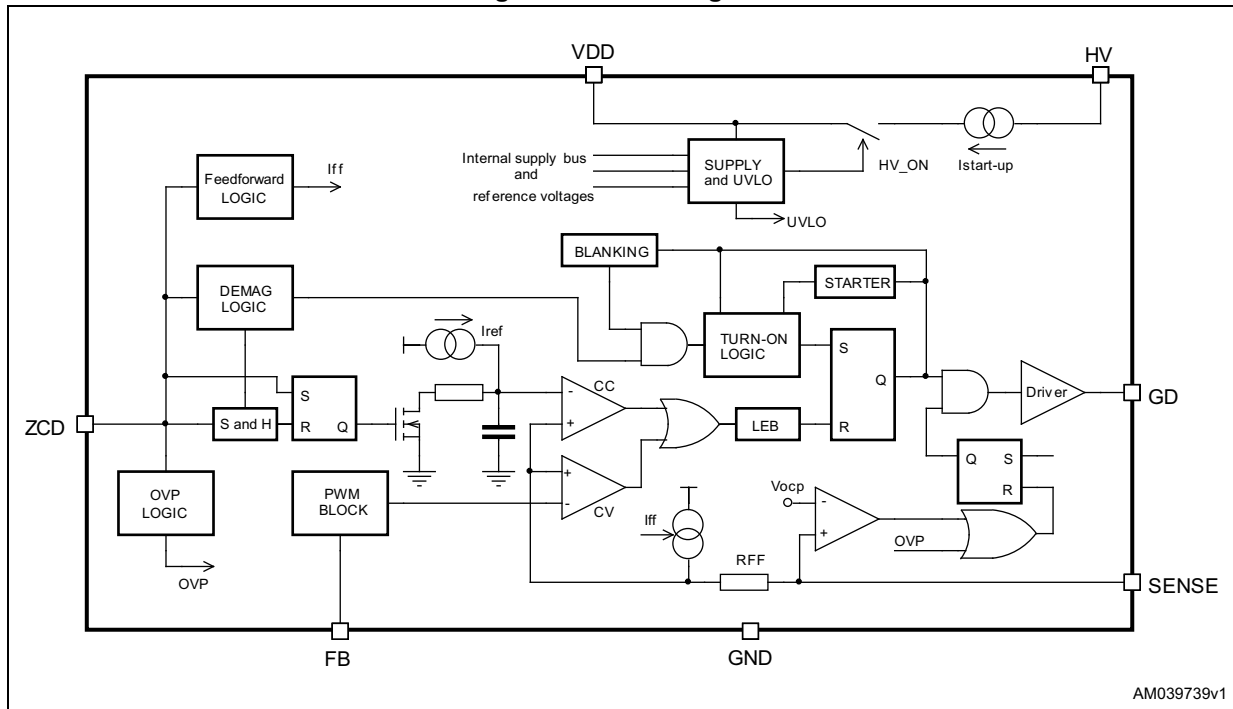 VDD
HV
Internal supply bus
and
reference voltages
SUPPLY
and UVLO
HV_ON
Istart-up
UVLO
Feedforward
LOGIC
Iff
BLANKING
STARTER
DEMAG
LOGIC
Iref
TURN-ON
LOGIC
S
Q
R
CC
-
+
S
R
Q
S and H
ZCD
LEB
Driver
GD
OVP
LOGIC
PWM
BLOCK
+
-
CV
Q
S
R
Vocp
-
+
OVP
Iff
RFF
OVP
SENSE
FB
GND
AM039739v1